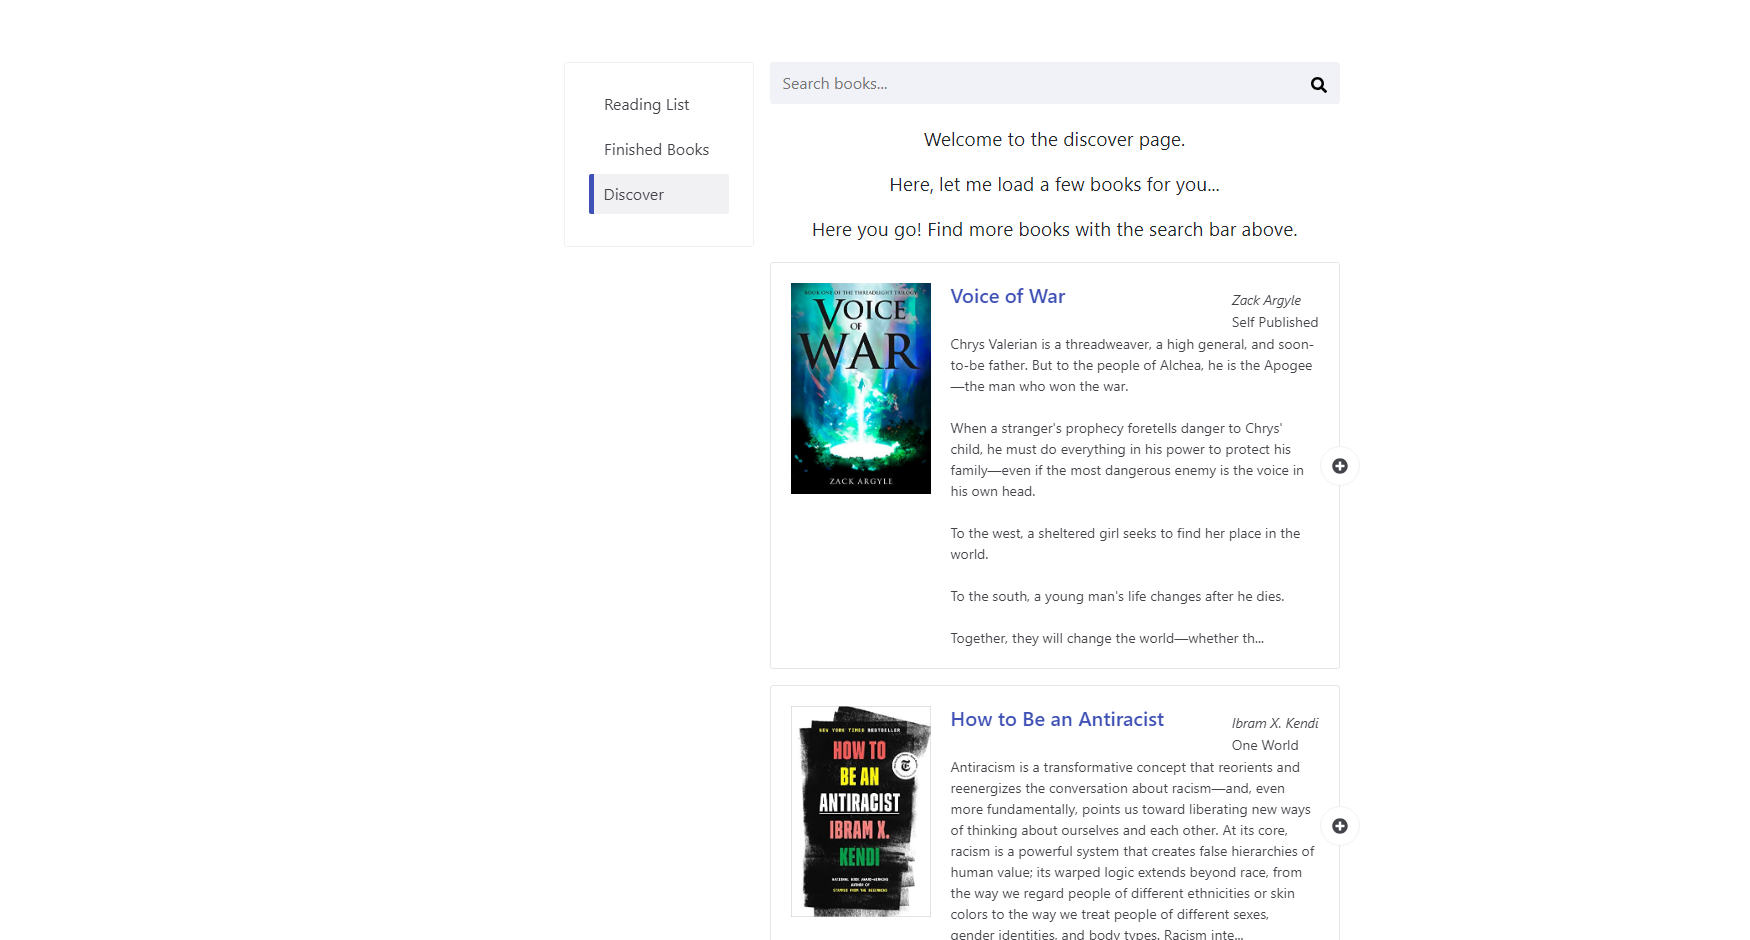 Reading List
Finished Books
Discover
Search books...
Welcome to the discover page.
Here, let me load a few books for you...
Here you go! Find more books with the search bar above.
BOOK ONE OF THE THREADLIGHT TRILOGY
VOICE
OF
WAR
ZACK ARGYLE
Voice of War
Zack Argyle
Self Published
Chrys Valerian is a threadweaver, a high general, and soon-
to-be father. But to the people of Alchea, he is the Apogee
—the man who won the war.
When a stranger's prophecy foretells danger to Chrys'
child, he must do everything in his power to protect his
family—even if the most dangerous enemy is the voice in
his own head.
To the west, a sheltered girl seeks to find her place in the
world.
To the south, a young man's life changes after he dies.
Together, they will change the world—whether th...
NEW YORK TIMES BESTSELLER
HOW TO
BE AN
ANTIRACIST
IBRAM X.
KENDI
NATIONAL BOOK AWARD–WINNING
AUTHOR OF
STAMPED FROM THE BEGINNING
How to Be an Antiracist
Ibram X. Kendi
One World
Antiracism is a transformative concept that reorients and
reenergizes the conversation about racism—and, even
more fundamentally, points us toward liberating new ways
of thinking about ourselves and each other. At its core,
racism is a powerful system that creates false hierarchies of
human value; its warped logic extends beyond race, from
the way we regard people of different ethnicities or skin
colors to the way we treat people of different sexes,
gender identities, and body types. Racism inte...